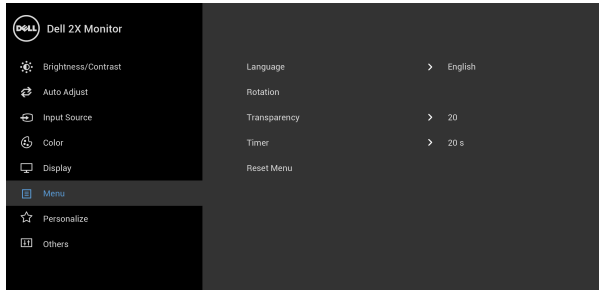 DELL Dell 2X Monitor
Brightness/Contrast
Language > English
Auto Adjust
Rotation
Input Source
Transparency > 20
Color
Timer > 20 s
Display
Reset Menu
Menu
Personalize
Others